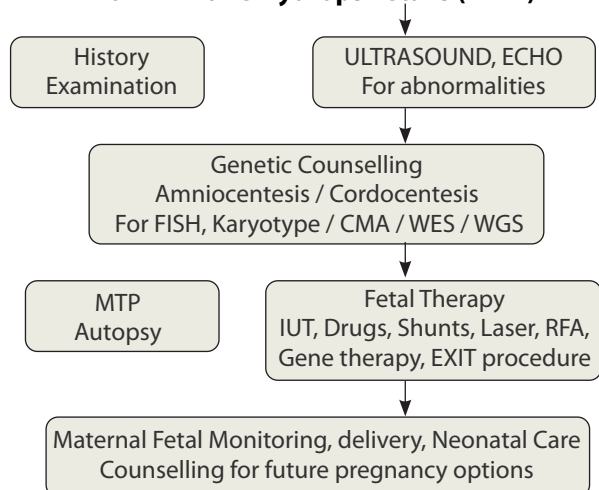 History
Examination
ULTRASOUND, ECHO
For abnormalities
Genetic Counselling
Amniocentesis / Cordocentesis
For FISH, Karyotype / CMA / WES / WGS
MTP
Autopsy
Fetal Therapy
IUT, Drugs, Shunts, Laser, RFA,
Gene therapy, EXIT procedure
Maternal Fetal Monitoring, delivery, Neonatal Care
Counselling for future pregnancy options